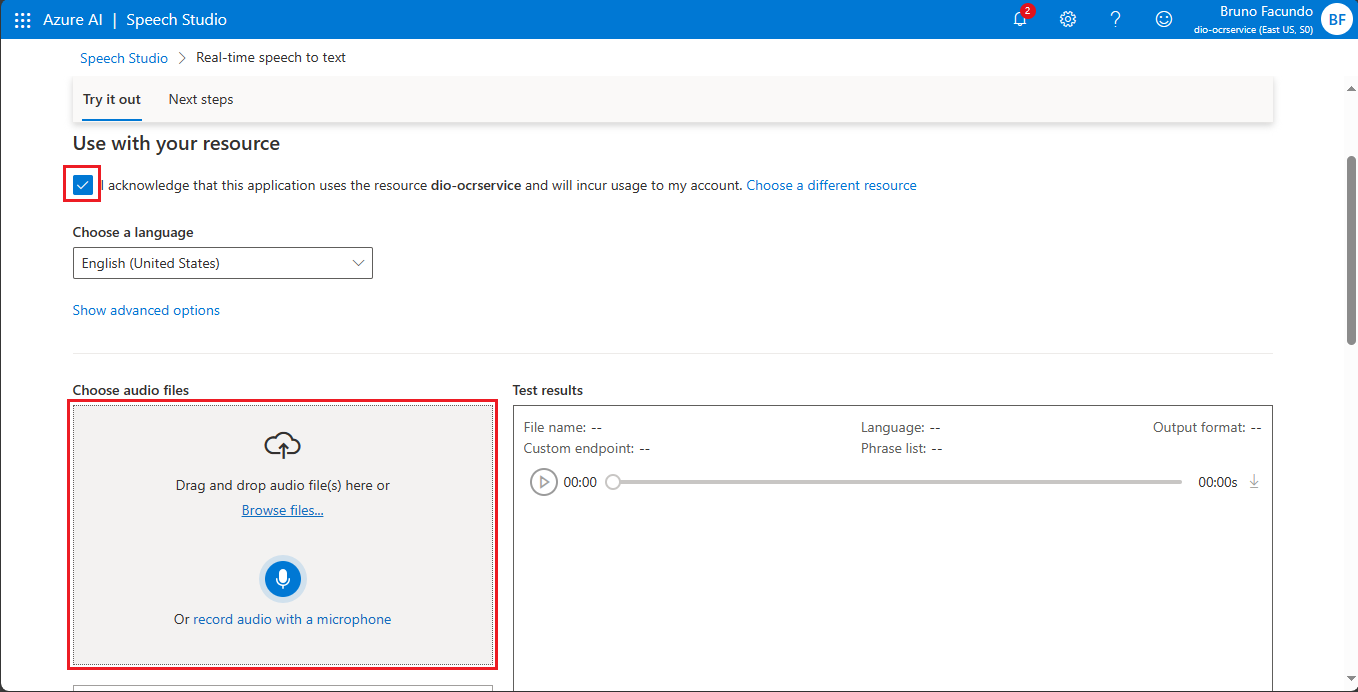 Azure AI | Speech Studio
2
Bruno Facundo
dio-ocrservice (East US, S0)
BF
Speech Studio > Real-time speech to text
Try it out Next steps
Use with your resource
I acknowledge that this application uses the resource dio-ocrservice and will incur usage to my account. Choose a different resource
Choose a language
English (United States)
Show advanced options
Choose audio files
Drag and drop audio file(s) here or
Browse files...
Or record audio with a microphone
Test results
File name: -- Language: -- Output format: --
Custom endpoint: -- Phrase list: --
00:00 00:00s